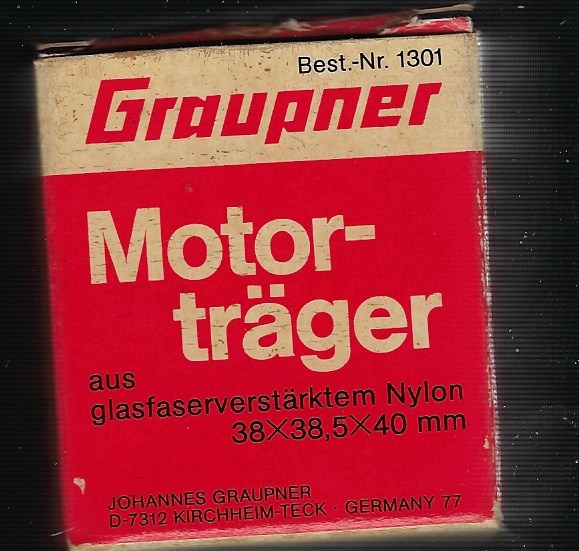 Best.-Nr. 1301
Graupner
Motor-
träger
aus
glasfaserverstärktem Nylon
38×38,5×40 mm
JOHANNES GRAUPNER
D-7312 KIRCHHEIM-TECK · GERMANY 77